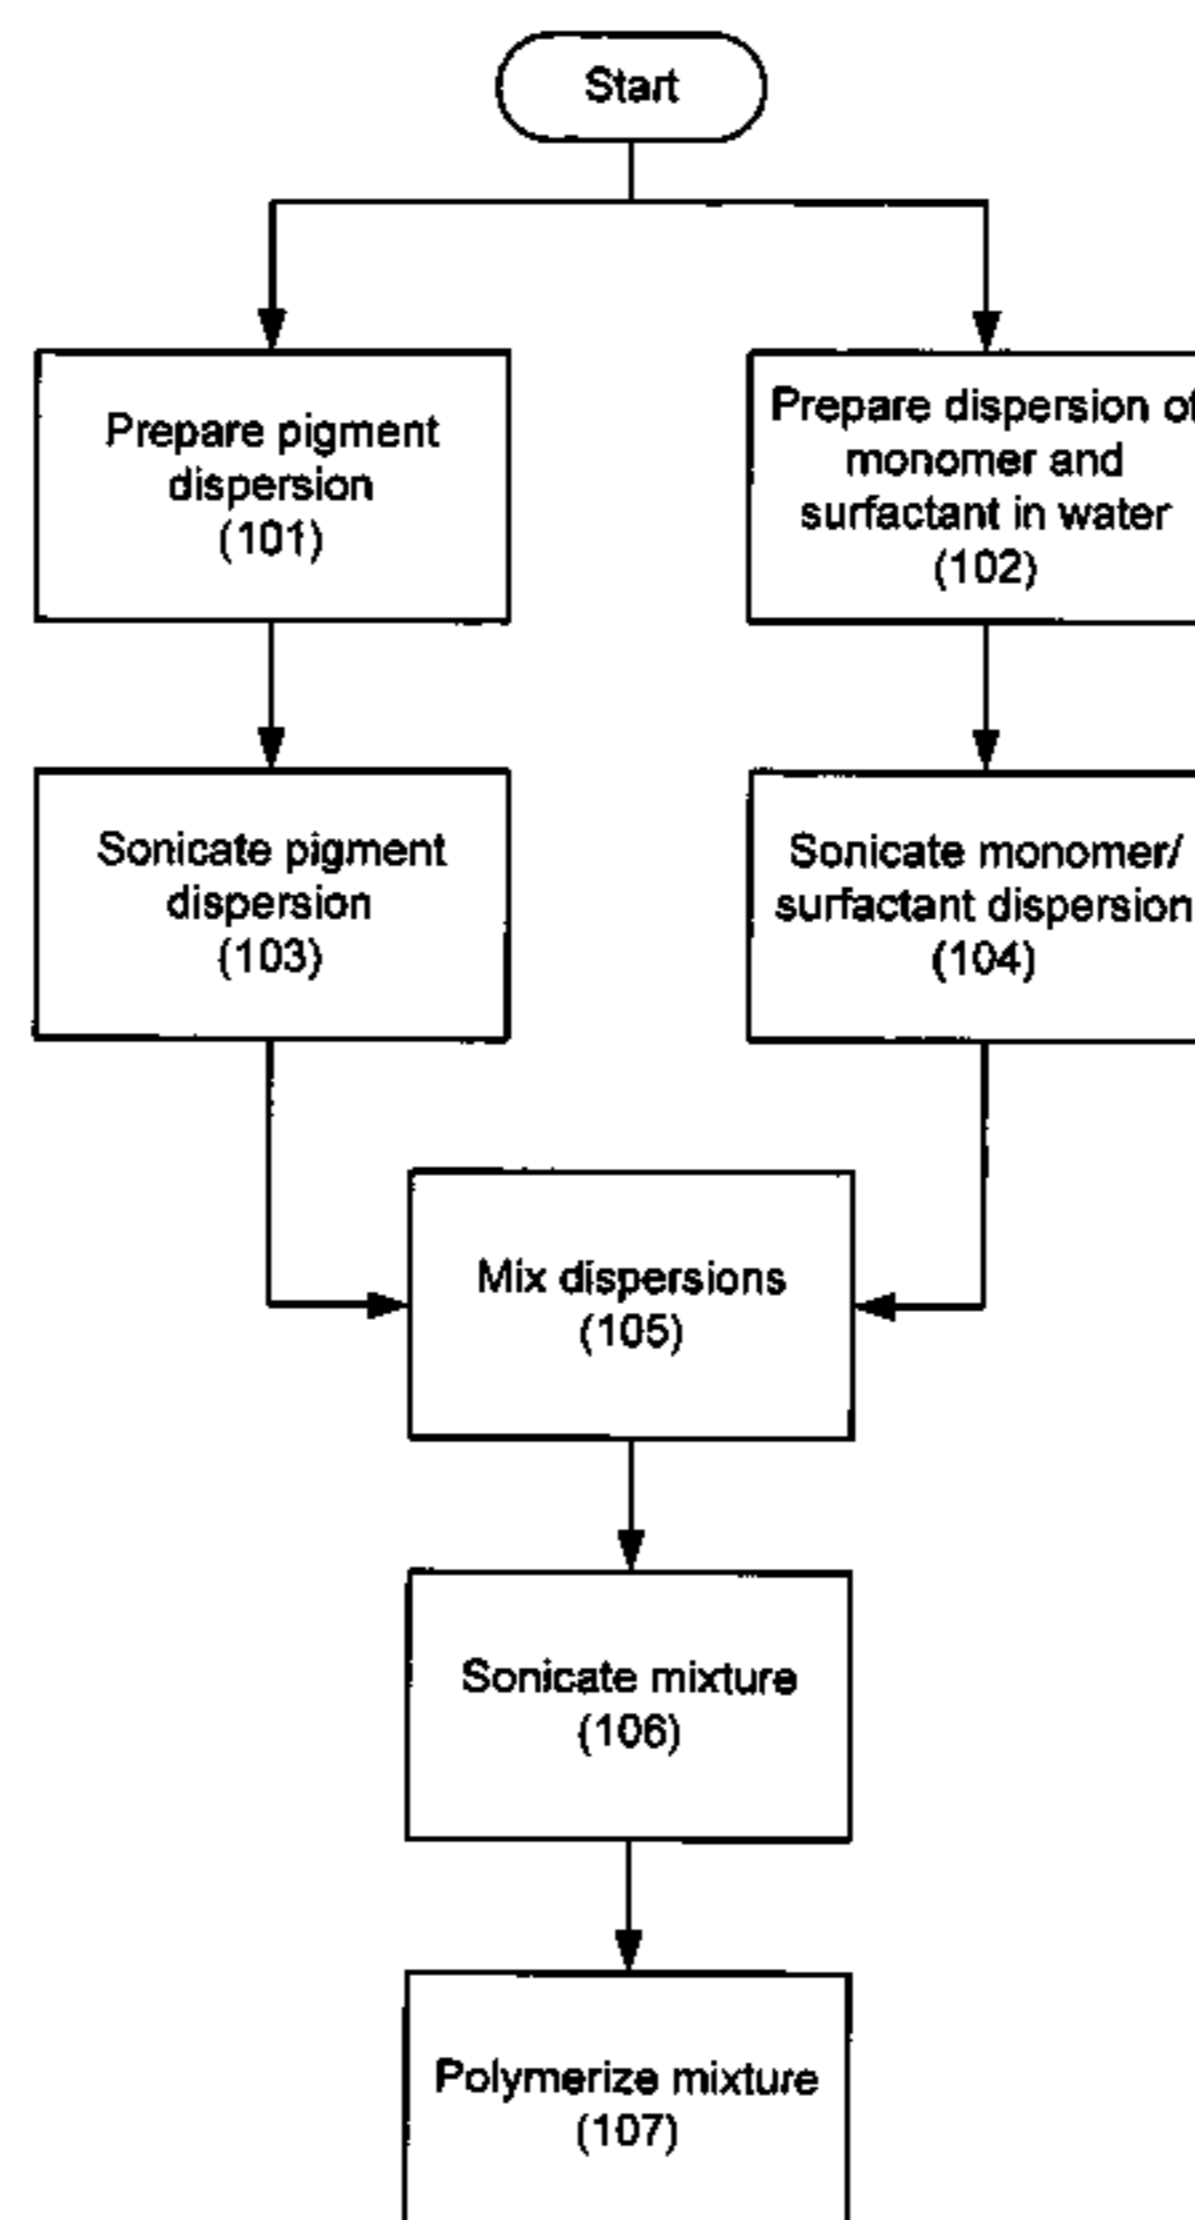 Start
Prepare pigment
dispersion
(101)
Prepare dispersion of
monomer and
surfactant in water
(102)
Sonicate pigment
dispersion
(103)
Sonicate monomer/
surfactant dispersion
(104)
Mix dispersions
(105)
Sonicate mixture
(106)
Polymerize mixture
(107)